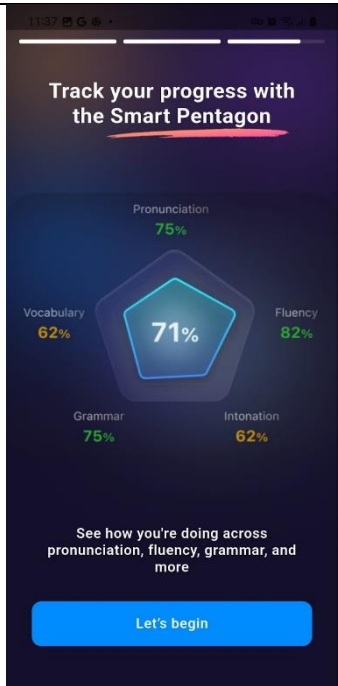 11:37
Track your progress with
the Smart Pentagon
Pronunciation
75%
Vocabulary
62%
71%
Fluency
82%
Grammar
75%
Intonation
62%
See how you're doing across
pronunciation, fluency, grammar, and
more
Let's begin